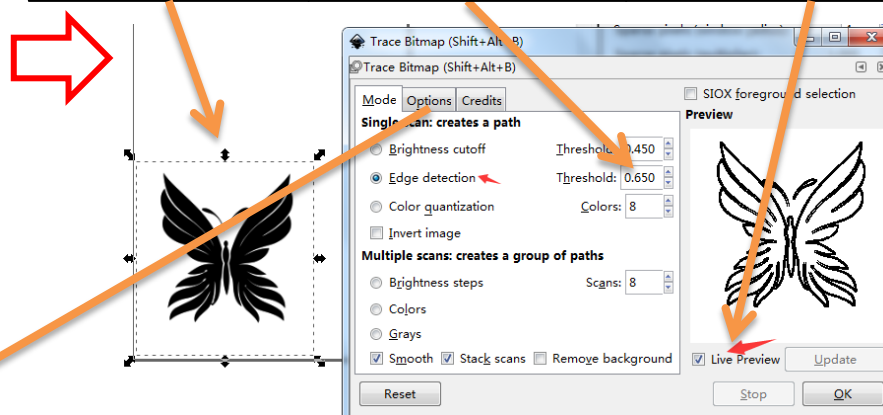 Trace Bitmap (Shift+Alt+B)
Trace Bitmap (Shift+Alt+B)
Mode Options Credits
SIOX foreground selection
Single scan: creates a path
Preview
Brightness cutoff Threshold: 0.450
Edge detection Threshold: 0.650
Color quantization Colors: 8
Invert image
Multiple scans: creates a group of paths
Brightness steps Scans: 8
Colors
Grays
Smooth Stack scans Remove background
Live Preview Update
Reset Stop OK